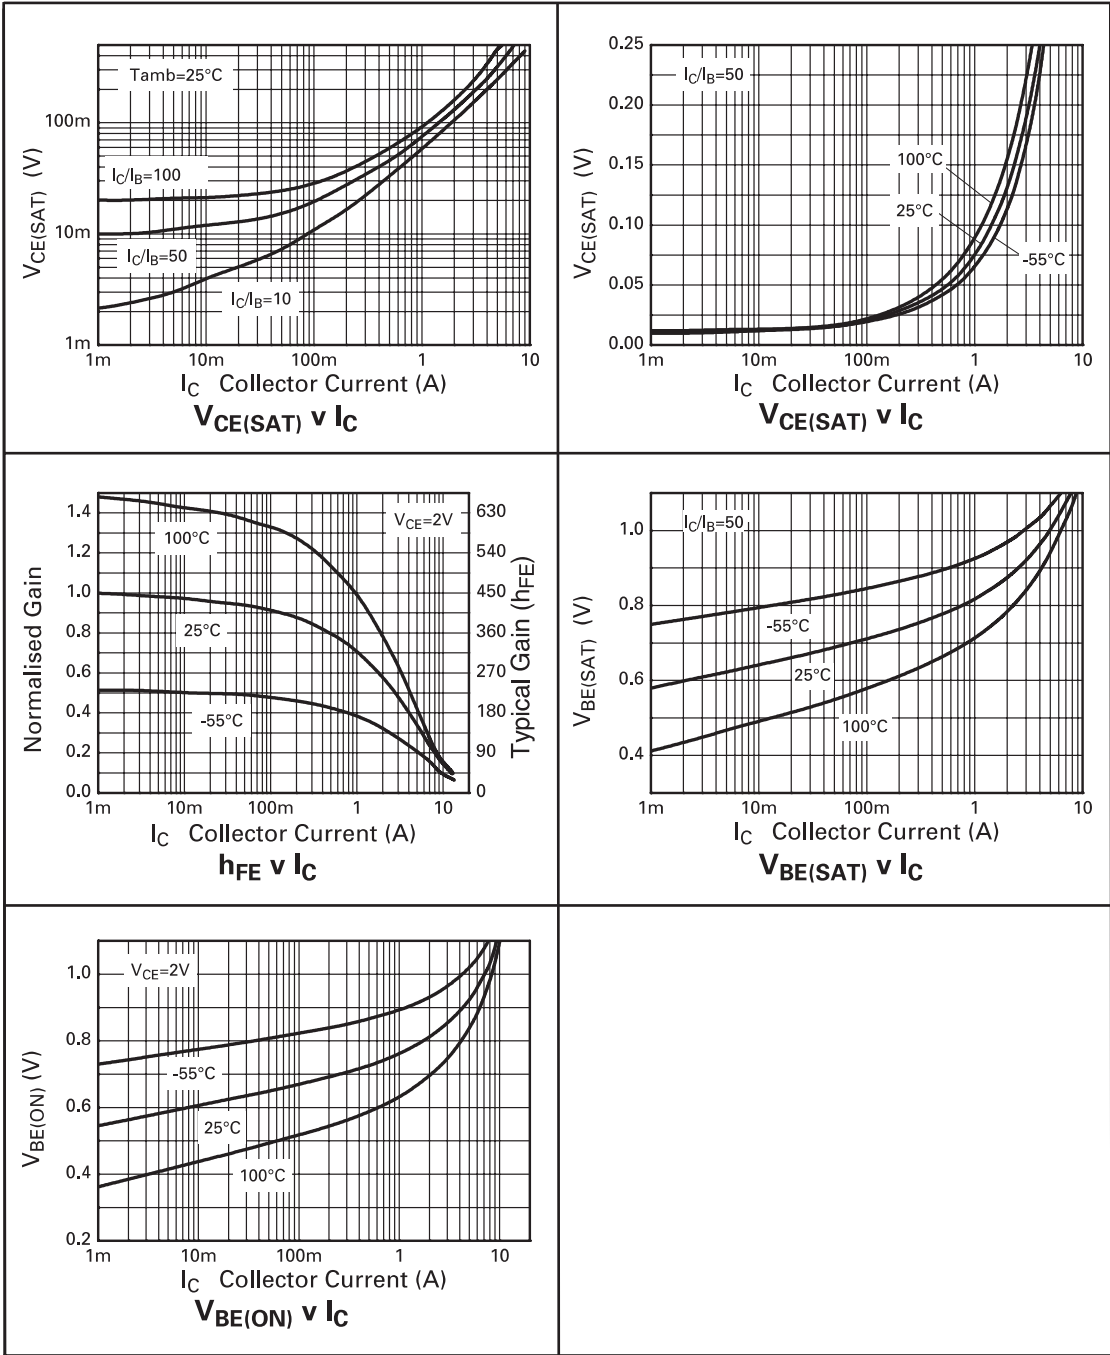 Tamb=25°C
100m
10m
1m
IC/IB=100
IC/IB=50
IC/IB=10
VCE(SAT) (V)
1m 10m 100m 1 10
IC Collector Current (A)
VCE(SAT) v IC
0.25
0.20
0.15
0.10
0.05
0.00
IC/IB=50
100°C
25°C
-55°C
VCE(SAT) (V)
1m 10m 100m 1 10
IC Collector Current (A)
VCE(SAT) v IC
1.4
1.2
1.0
0.8
0.6
0.4
0.2
0.0
Normalised Gain
VCE=2V
100°C
25°C
-55°C
630
540
450
360
270
180
90
0
Typical Gain (hFE)
1m 10m 100m 1 10
IC Collector Current (A)
hFE v IC
1.0
0.8
0.6
0.4
VBE(SAT) (V)
IC/IB=50
-55°C
25°C
100°C
1m 10m 100m 1 10
IC Collector Current (A)
VBE(SAT) v IC
1.0
0.8
0.6
0.4
0.2
VBE(ON) (V)
VCE=2V
-55°C
25°C
100°C
1m 10m 100m 1 10
IC Collector Current (A)
VBE(ON) v IC